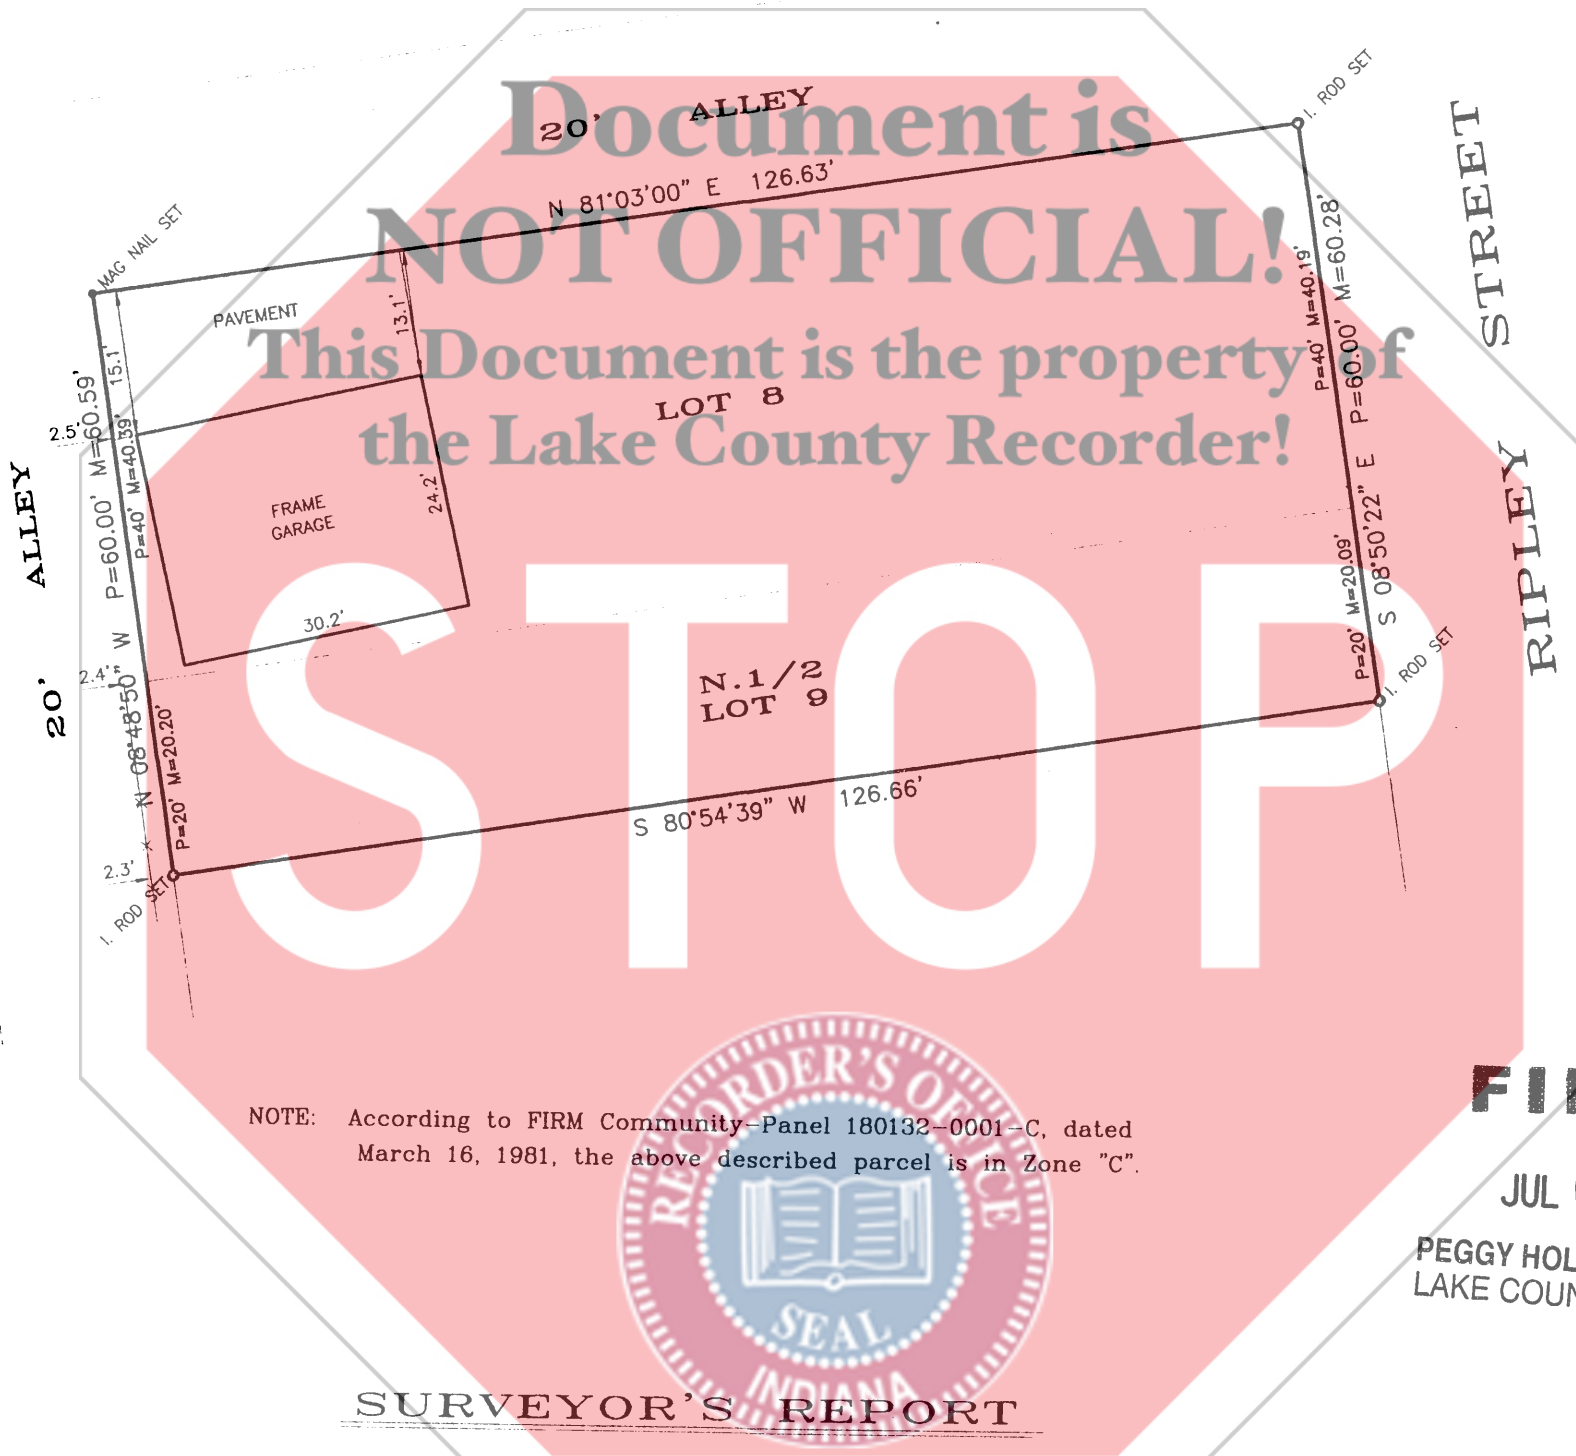 20' ALLEY
I. ROD SET
N 81°03'00" E 126.63'
MAG NAIL SET
PAVEMENT
13.1'
15.1'
2.5'
P=60.00' M=60.59'
P=40' M=40.39'
LOT 8
P=40' M=40.19'
P=60.00' M=60.28'
STREET
RIPLEY
20' ALLEY
FRAME
GARAGE
24.2'
30.2'
2.4'
N 08°48'50" W
P=20' M=20.20'
N.1/2
LOT 9
P=20' M=20.09'
S 08°50'22" E
I. ROD SET
S 80°54'39" W 126.66'
2.3'
I. ROD SET
Document is
NOT OFFICIAL!
This Document is the property of
the Lake County Recorder!
STOP
NOTE: According to FIRM Community-Panel 180132-0001-C, dated
March 16, 1981, the above described parcel is in Zone "C".
RECORDER'S OFFICE
SEAL
INDIANA
JUL
PEGGY HOL
LAKE COUN
SURVEYOR'S REPORT